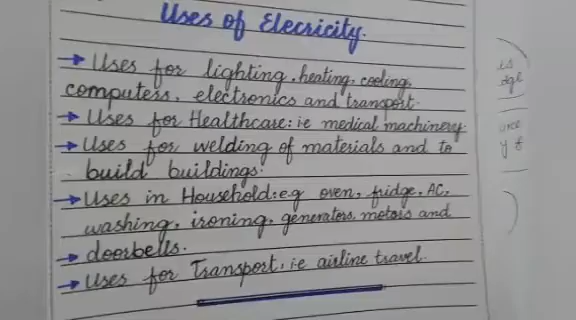 Uses of Elecricity.
→ Uses for lighting, heating, cooling,
computers, electronics and transport.
→ Uses for Healthcare: ie medical machinery.
→ Uses for welding of materials and to
build buildings.
→ Uses in Household: e.g oven, fridge, AC,
washing, ironing, generators, motors and
→ doorbells.
→ Uses for Transport, ie airline travel.